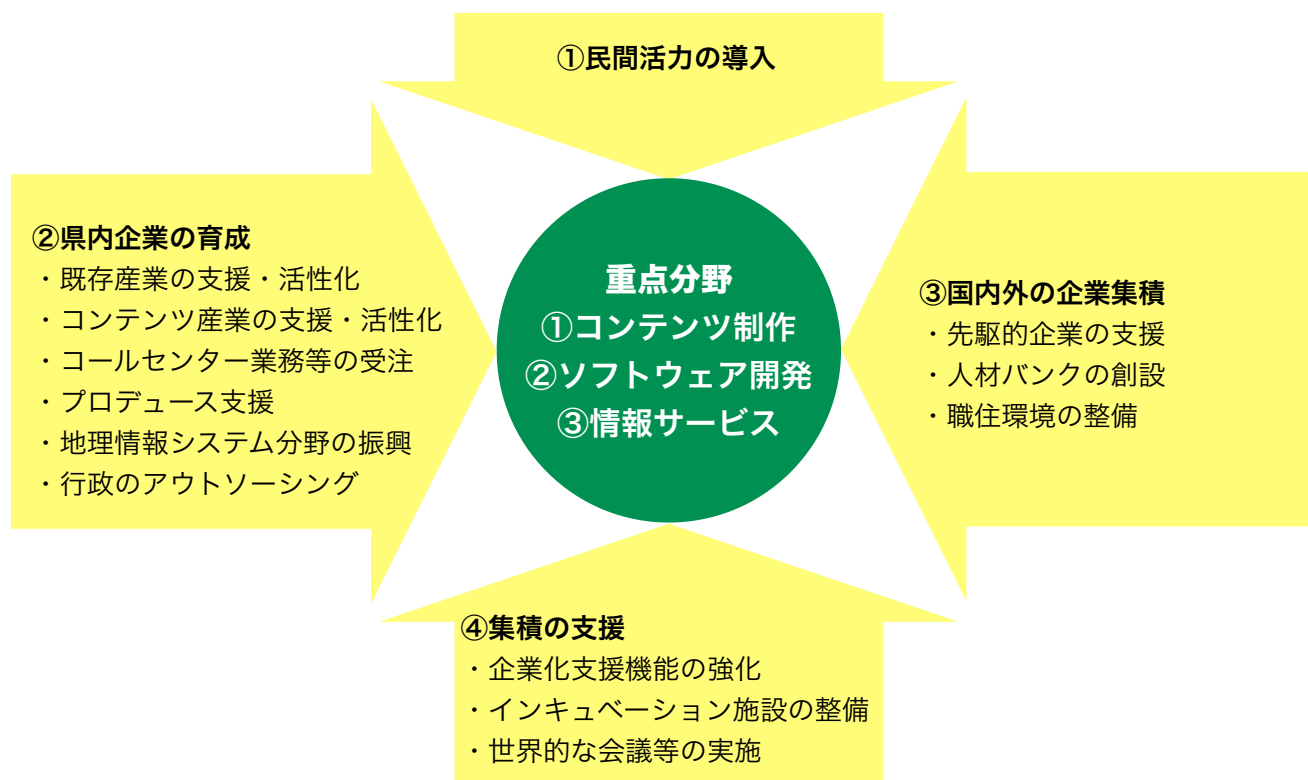 ①民間活力の導入
②県内企業の育成
・既存産業の支援・活性化
・コンテンツ産業の支援・活性化
・コールセンター業務等の受注
・プロデュース支援
・地理情報システム分野の振興
・行政のアウトソーシング
重点分野
①コンテンツ制作
②ソフトウェア開発
③情報サービス
③国内外の企業集積
・先駆的企業の支援
・人材バンクの創設
・職住環境の整備
④集積の支援
・企業化支援機能の強化
・インキュベーション施設の整備
・世界的な会議等の実施